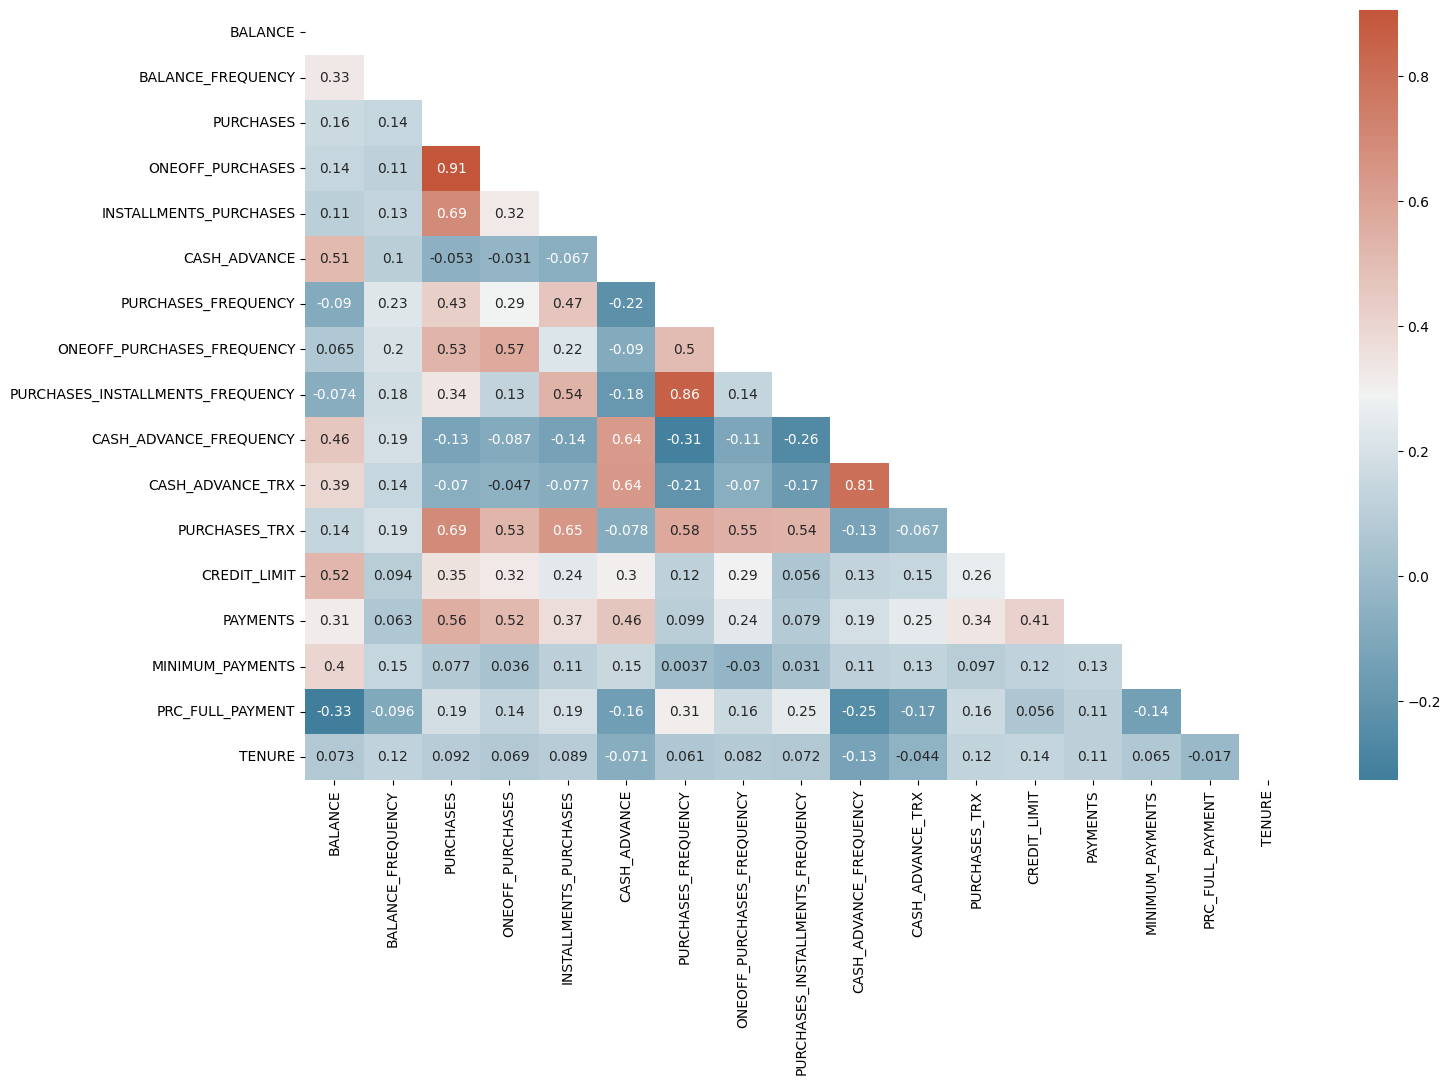 BALANCE
BALANCE_FREQUENCY 0.33
PURCHASES 0.16 0.14
ONEOFF_PURCHASES 0.14 0.11 0.91
INSTALLMENTS_PURCHASES 0.11 0.13 0.69 0.32
CASH_ADVANCE 0.51 0.1 -0.053 -0.031 -0.067
PURCHASES_FREQUENCY -0.09 0.23 0.43 0.29 0.47 -0.22
ONEOFF_PURCHASES_FREQUENCY 0.065 0.2 0.53 0.57 0.22 -0.09 0.5
PURCHASES_INSTALLMENTS_FREQUENCY -0.074 0.18 0.34 0.13 0.54 -0.18 0.86 0.14
CASH_ADVANCE_FREQUENCY 0.46 0.19 -0.13 -0.087 -0.14 0.64 -0.31 -0.11 -0.26
CASH_ADVANCE_TRX 0.39 0.14 -0.07 -0.047 -0.077 0.64 -0.21 -0.07 -0.17 0.81
PURCHASES_TRX 0.14 0.19 0.69 0.53 0.65 -0.078 0.58 0.55 0.54 -0.13 -0.067
CREDIT_LIMIT 0.52 0.094 0.35 0.32 0.24 0.3 0.12 0.29 0.056 0.13 0.15 0.26
PAYMENTS 0.31 0.063 0.56 0.52 0.37 0.46 0.099 0.24 0.079 0.19 0.25 0.34 0.41
MINIMUM_PAYMENTS 0.4 0.15 0.077 0.036 0.11 0.15 0.0037 -0.03 0.031 0.11 0.13 0.097 0.12 0.13
PRC_FULL_PAYMENT -0.33 -0.096 0.19 0.14 0.19 -0.16 0.31 0.16 0.25 -0.25 -0.17 0.16 0.056 0.11 -0.14
TENURE 0.073 0.12 0.092 0.069 0.089 -0.071 0.061 0.082 0.072 -0.13 -0.044 0.12 0.14 0.11 0.065 -0.017
BALANCE
BALANCE_FREQUENCY
PURCHASES
ONEOFF_PURCHASES
INSTALLMENTS_PURCHASES
CASH_ADVANCE
PURCHASES_FREQUENCY
ONEOFF_PURCHASES_FREQUENCY
PURCHASES_INSTALLMENTS_FREQUENCY
CASH_ADVANCE_FREQUENCY
CASH_ADVANCE_TRX
PURCHASES_TRX
CREDIT_LIMIT
PAYMENTS
MINIMUM_PAYMENTS
PRC_FULL_PAYMENT
TENURE
0.8
0.6
0.4
0.2
0.0
−0.2